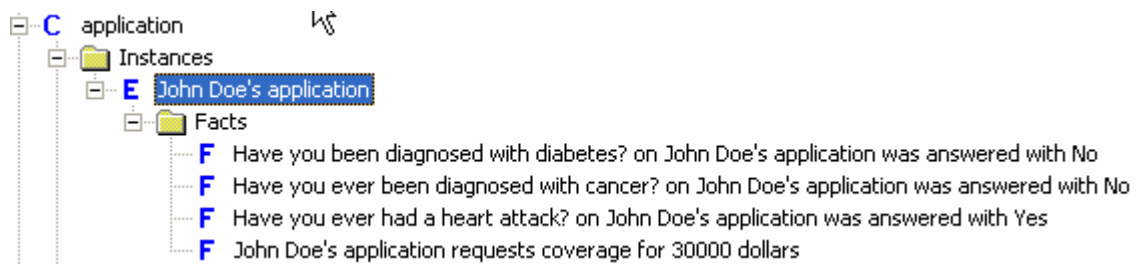 C application
Instances
E John Doe's application
Facts
F Have you been diagnosed with diabetes? on John Doe's application was answered with No
F Have you ever been diagnosed with cancer? on John Doe's application was answered with No
F Have you ever had a heart attack? on John Doe's application was answered with Yes
F John Doe's application requests coverage for 30000 dollars